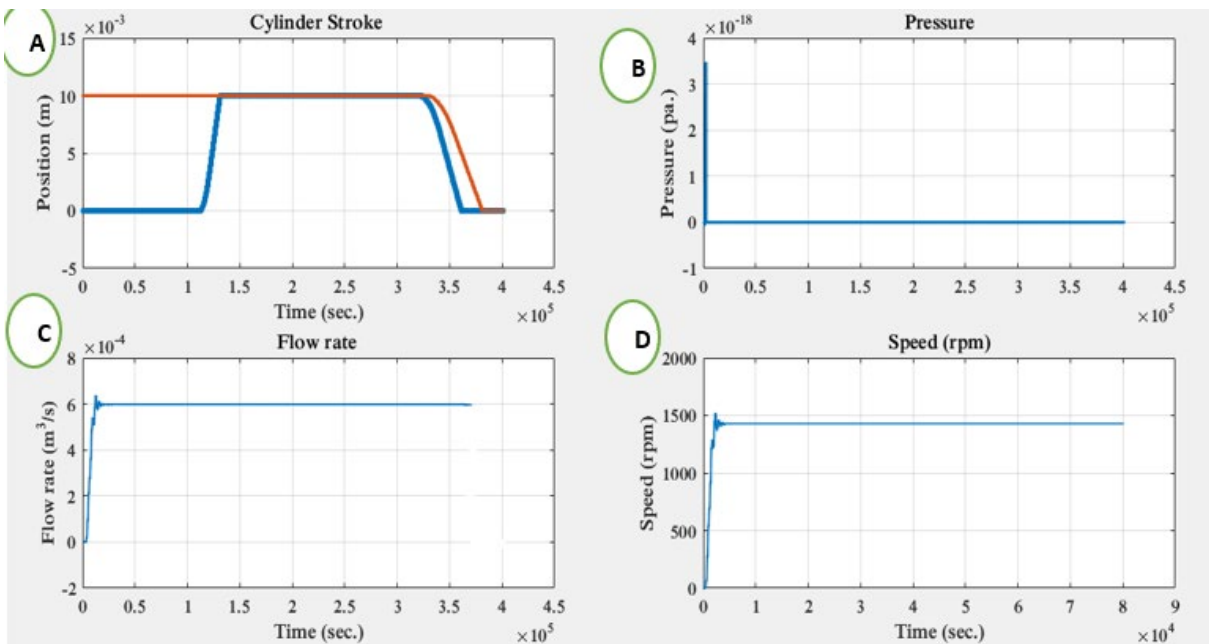 A
×10⁻³
Cylinder Stroke
15
10
5
0
-5
Position (m)
0 0.5 1 1.5 2 2.5 3 3.5 4 4.5
Time (sec.)
×10⁵
B
×10⁻¹⁸
Pressure
4
3
2
1
0
-1
Pressure (pa.)
0 0.5 1 1.5 2 2.5 3 3.5 4 4.5
Time (sec.)
×10⁵
C
×10⁻⁴
Flow rate
8
6
4
2
0
-2
Flow rate (m³/s)
0 0.5 1 1.5 2 2.5 3 3.5 4 4.5
Time (sec.)
×10⁵
D
Speed (rpm)
2000
1500
1000
500
0
Speed (rpm)
0 1 2 3 4 5 6 7 8 9
Time (sec.)
×10⁴